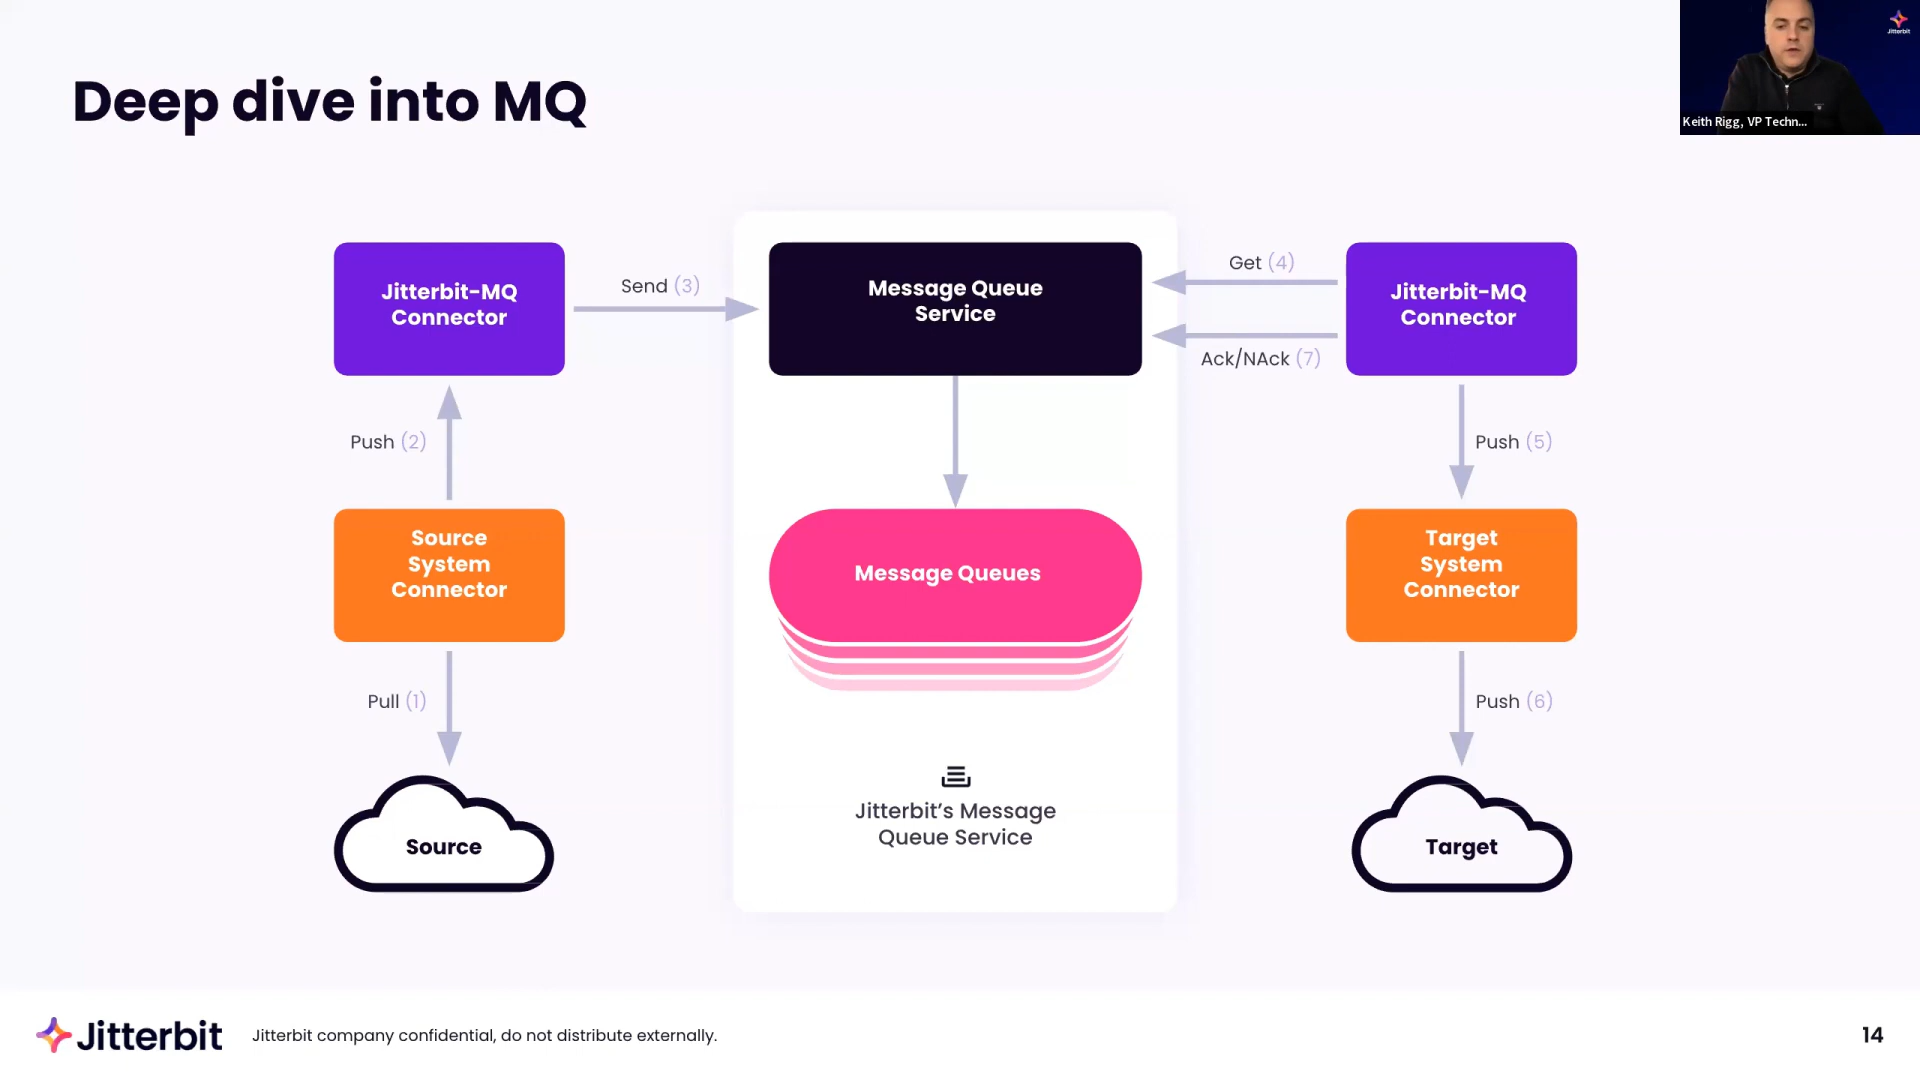 Deep dive into MQ
Jitterbit
Keith Rigg, VP Techn...
Jitterbit-MQ
Connector
Send (3)
Message Queue
Service
Get (4)
Ack/NAck (7)
Jitterbit-MQ
Connector
Push (2)
Push (5)
Source
System
Connector
Message Queues
Target
System
Connector
Pull (1)
Push (6)
Source
Jitterbit’s Message
Queue Service
Target
Jitterbit
Jitterbit company confidential, do not distribute externally.
14